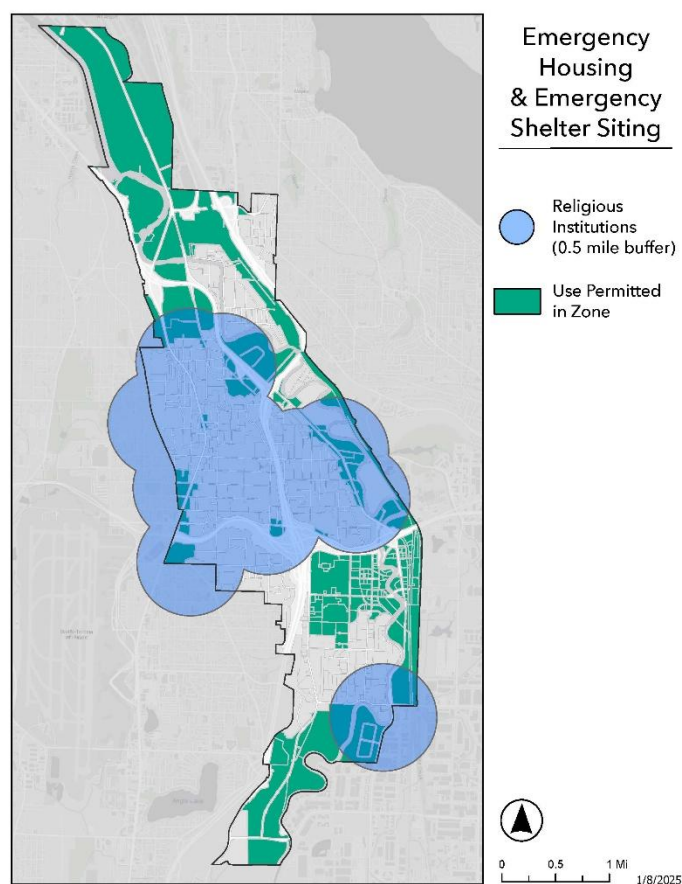 Emergency
Housing
& Emergency
Shelter Siting
Religious
Institutions
(0.5 mile buffer)
Use Permitted
in Zone
0 0.5 1 Mi
1/8/2025